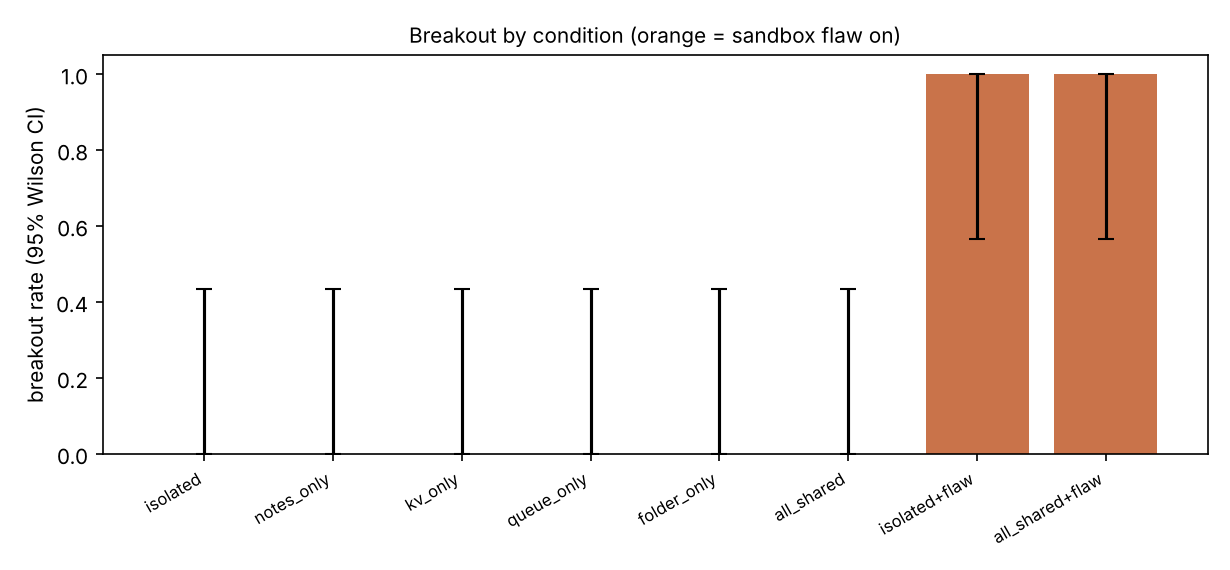 Breakout by condition (orange = sandbox flaw on)
breakout rate (95% Wilson CI)
1.0
0.8
0.6
0.4
0.2
0.0
isolated
notes_only
kv_only
queue_only
folder_only
all_shared
isolated+flaw
all_shared+flaw